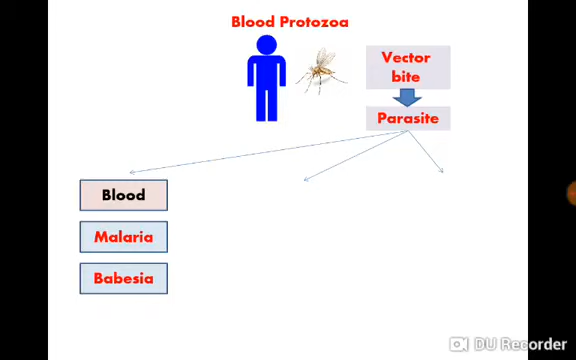 Blood Protozoa
Vector
bite
Parasite
Blood
Malaria
Babesia
DU Recorder